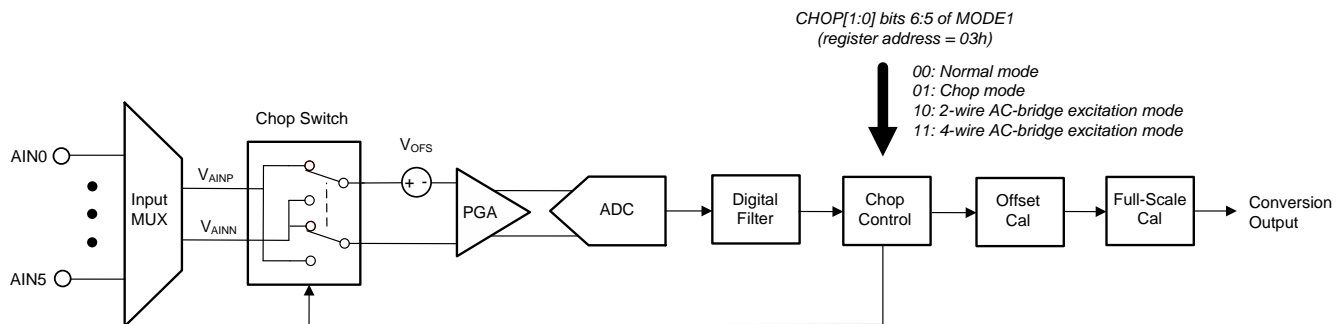 CHOP[1:0] bits 6:5 of MODE1
(register address = 03h)
00: Normal mode
01: Chop mode
10: 2-wire AC-bridge excitation mode
11: 4-wire AC-bridge excitation mode
Chop Switch
AIN0
AIN5
Input
MUX
VAINP
VAINN
VOFS
+ -
PGA
ADC
Digital
Filter
Chop
Control
Offset
Cal
Full-Scale
Cal
Conversion
Output